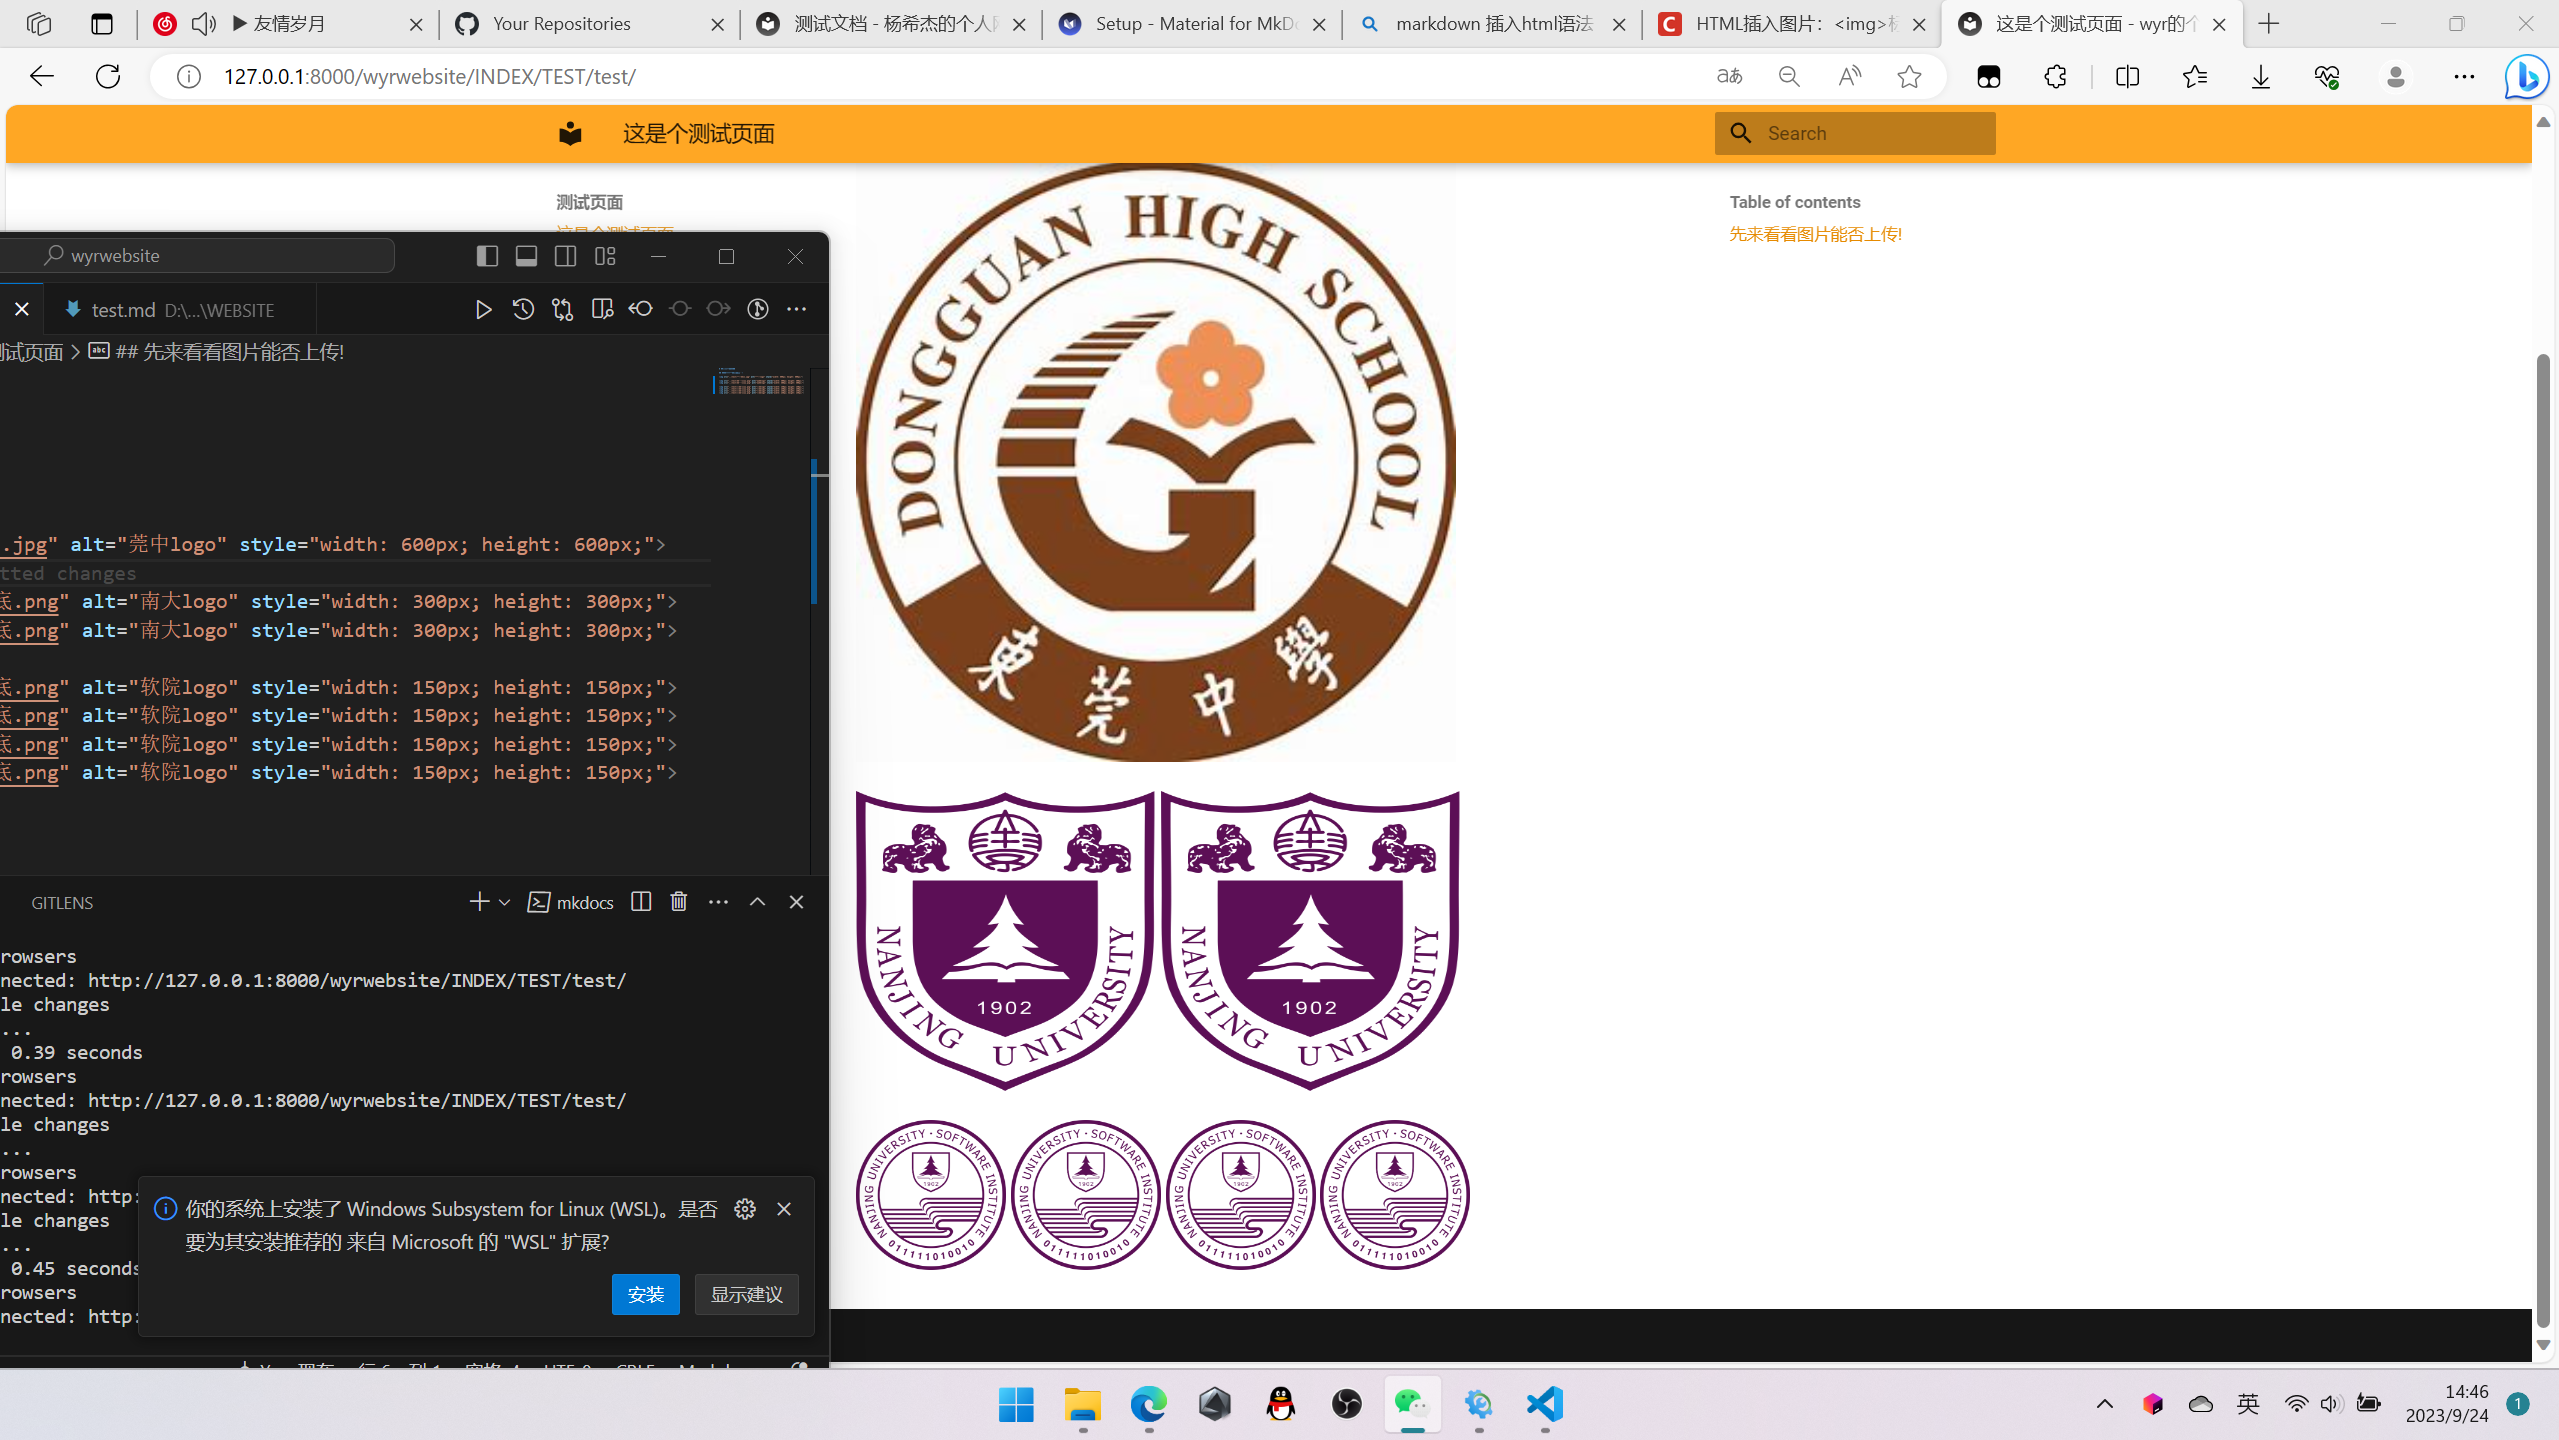 友情岁月
Your Repositories
测试文档 - 杨希杰的个人
Setup - Material for MkDo
markdown 插入html语法
HTML插入图片：<img>标
这是个测试页面 - wyr的个
127.0.0.1:8000/wyrwebsite/INDEX/TEST/test/
这是个测试页面
Search
测试页面
这是个测试页面
Table of contents
先来看看图片能否上传!
wyrwebsite
test.md D:\...\WEBSITE
测试页面 > ## 先来看看图片能否上传!
.jpg" alt="莞中logo" style="width: 600px; height: 600px;">
tted changes
底.png" alt="南大logo" style="width: 300px; height: 300px;">
底.png" alt="南大logo" style="width: 300px; height: 300px;">
底.png" alt="软院logo" style="width: 150px; height: 150px;">
底.png" alt="软院logo" style="width: 150px; height: 150px;">
底.png" alt="软院logo" style="width: 150px; height: 150px;">
底.png" alt="软院logo" style="width: 150px; height: 150px;">
GITLENS
mkdocs
rowsers
nected: http://127.0.0.1:8000/wyrwebsite/INDEX/TEST/test/
le changes
...
0.39 seconds
rowsers
nected: http://127.0.0.1:8000/wyrwebsite/INDEX/TEST/test/
le changes
...
rowsers
nected: http:
le changes
...
0.45 seconds
rowsers
nected: http:
你的系统上安装了 Windows Subsystem for Linux (WSL)。是否
要为其安装推荐的 来自 Microsoft 的 "WSL" 扩展?
安装
显示建议
DONGGUAN HIGH SCHOOL
東莞中學
1902
NANJING UNIVERSITY
1902
NANJING UNIVERSITY
NANJING UNIVERSITY · SOFTWARE INSTITUTE
1902
011111010010
NANJING UNIVERSITY · SOFTWARE INSTITUTE
1902
011111010010
NANJING UNIVERSITY · SOFTWARE INSTITUTE
1902
011111010010
NANJING UNIVERSITY · SOFTWARE INSTITUTE
1902
011111010010
英
14:46
2023/9/24
1